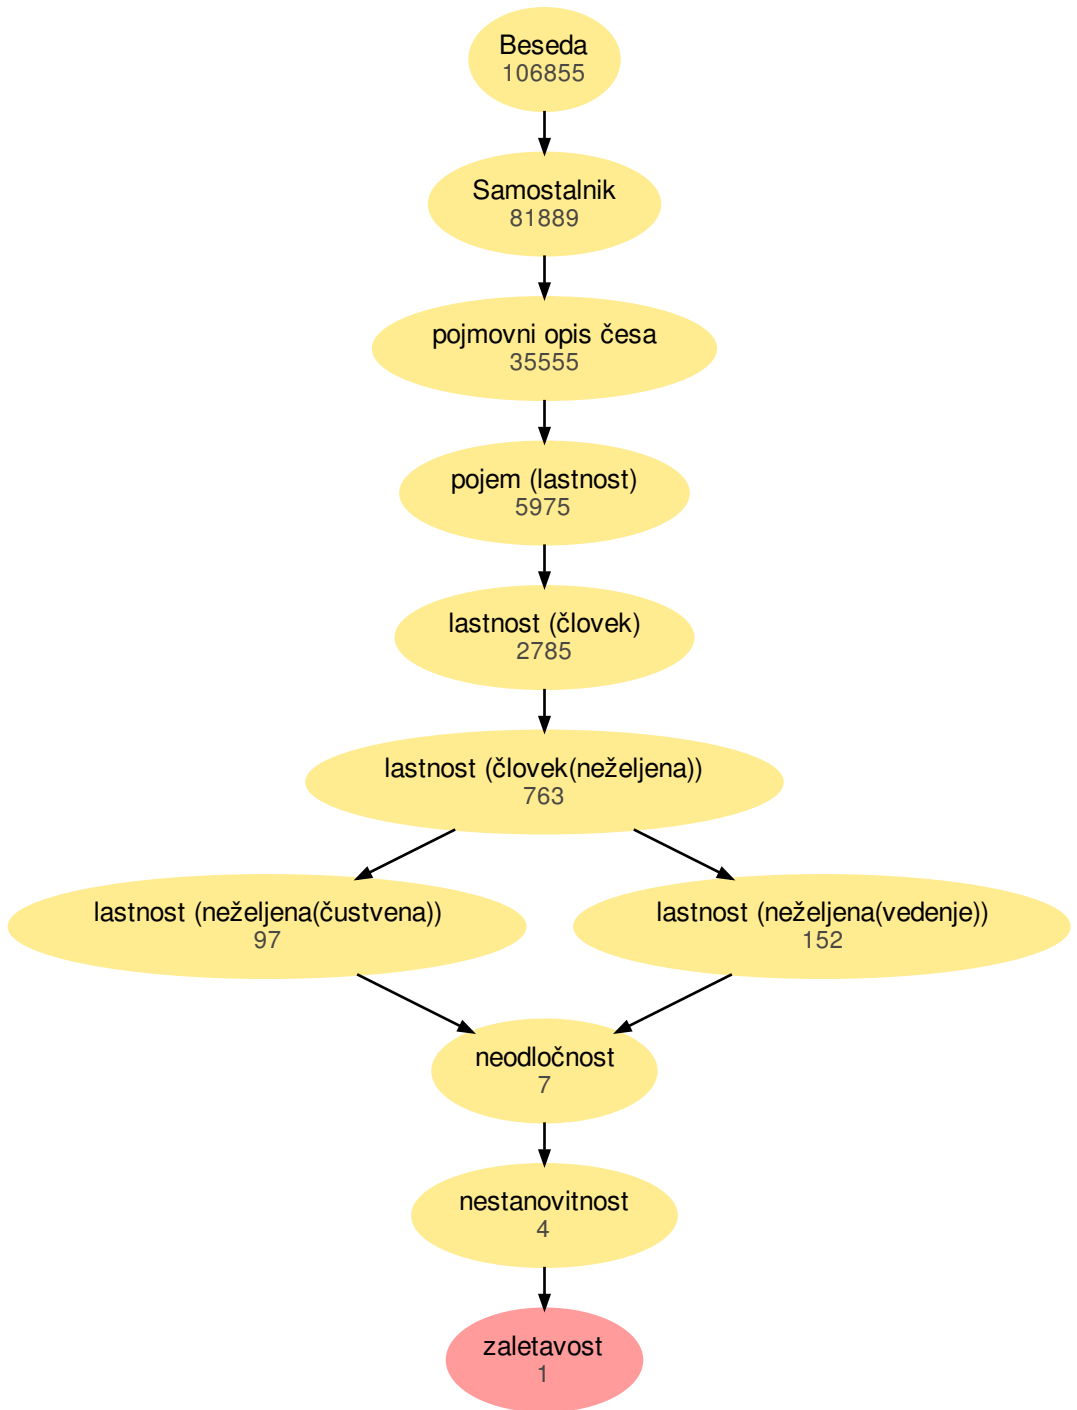 Beseda
106855
Samostalnik
81889
pojmovni opis česa
35555
pojem (lastnost)
5975
lastnost (človek)
2785
lastnost (človek(neželjena))
763
lastnost (neželjena(čustvena))
97
lastnost (neželjena(vedenje))
152
neodločnost
7
nestanovitnost
4
zaletavost
1